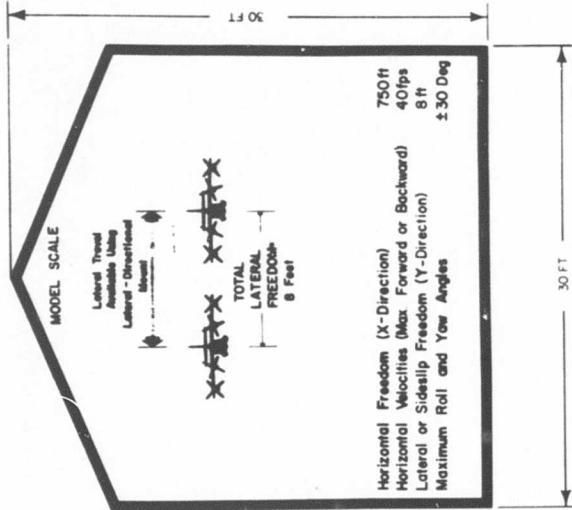 30 FT
MODEL SCALE
Lateral Travel
Available Using
Lateral-Directional
Mount
TOTAL
LATERAL
FREEDOM=
8 Feet
Horizontal Freedom (X-Direction) 750 ft
Horizontal Velocities (Max Forward or Backward) 40 fps
Lateral or Sideslip Freedom (Y-Direction) 8 ft
Maximum Roll and Yaw Angles ±30 Deg
30 FT